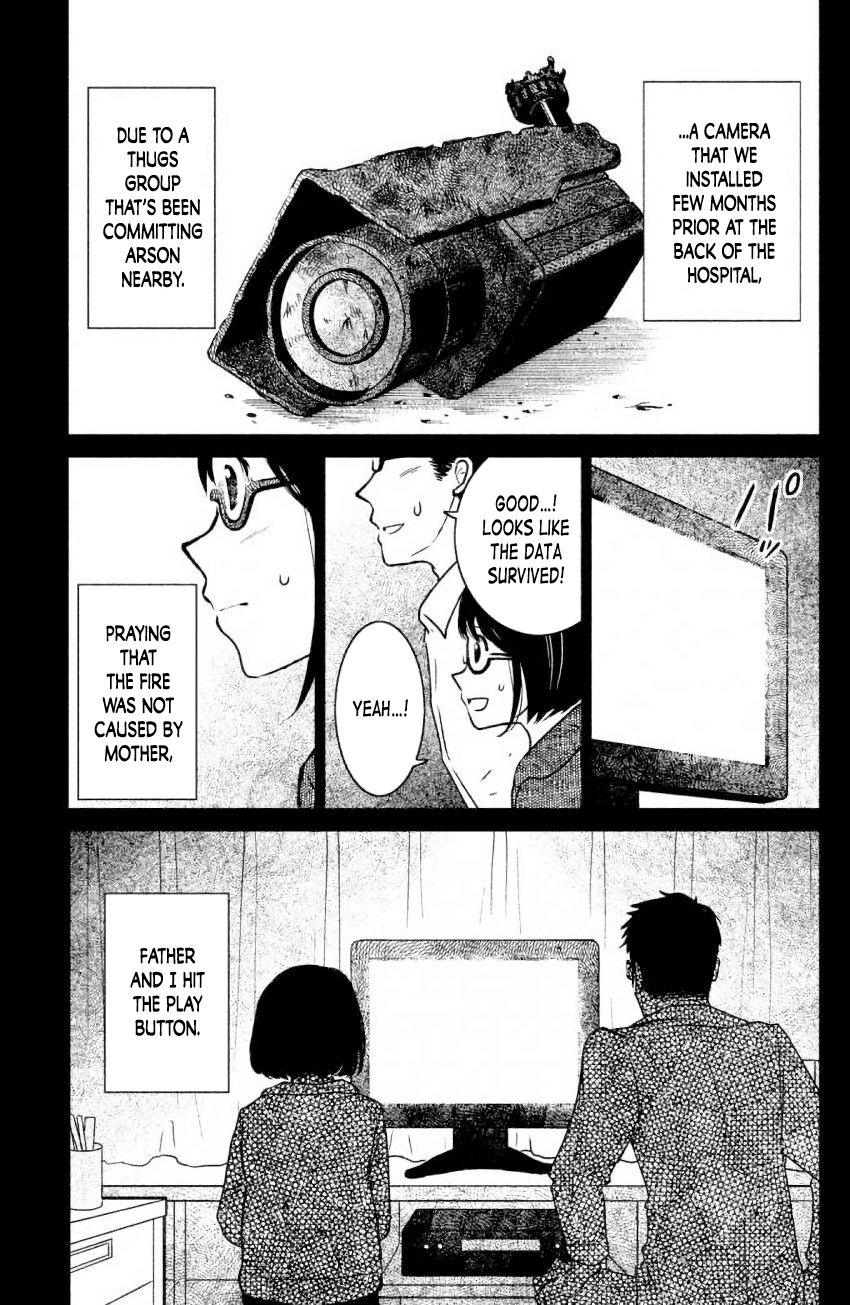 ...A CAMERA
THAT WE
INSTALLED
FEW MONTHS
PRIOR AT THE
BACK OF THE
HOSPITAL,
DUE TO A
THUGS
GROUP
THAT'S BEEN
COMMITTING
ARSON
NEARBY.
GOOD...!
LOOKS LIKE
THE DATA
SURVIVED!
YEAH...!
PRAYING
THAT
THE FIRE
WAS NOT
CAUSED BY
MOTHER,
FATHER
AND I HIT
THE PLAY
BUTTON.